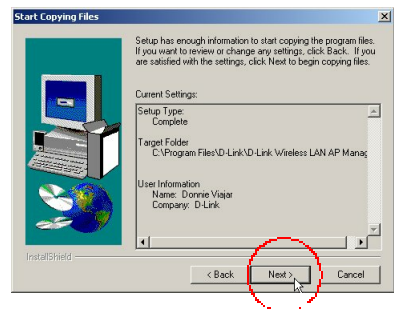 Start Copying Files
Setup has enough information to start copying the program files.
If you want to review or change any settings, click Back. If you
are satisfied with the settings, click Next to begin copying files.
Current Settings:
Setup Type:
Complete
Target Folder
C:\Program Files\D-Link\D-Link Wireless LAN AP Manag
User Information
Name: Donnie Viajar
Company: D-Link
InstallShield
< Back
Next >
Cancel